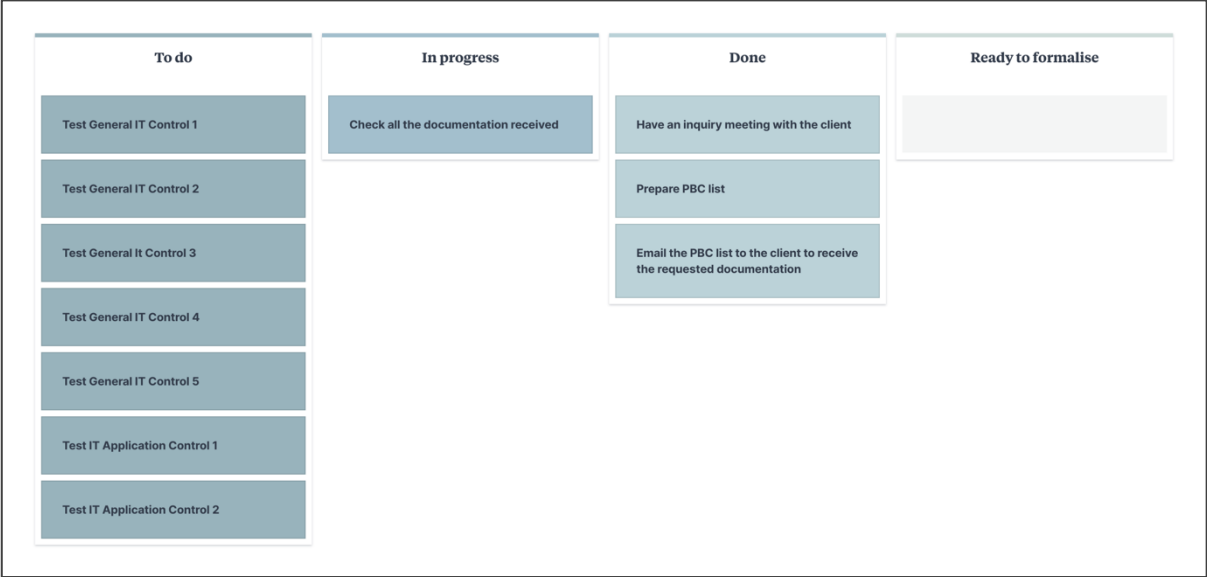 To do
Test General IT Control 1
Test General IT Control 2
Test General It Control 3
Test General IT Control 4
Test General IT Control 5
Test IT Application Control 1
Test IT Application Control 2
In progress
Check all the documentation received
Done
Have an inquiry meeting with the client
Prepare PBC list
Email the PBC list to the client to receive
the requested documentation
Ready to formalise